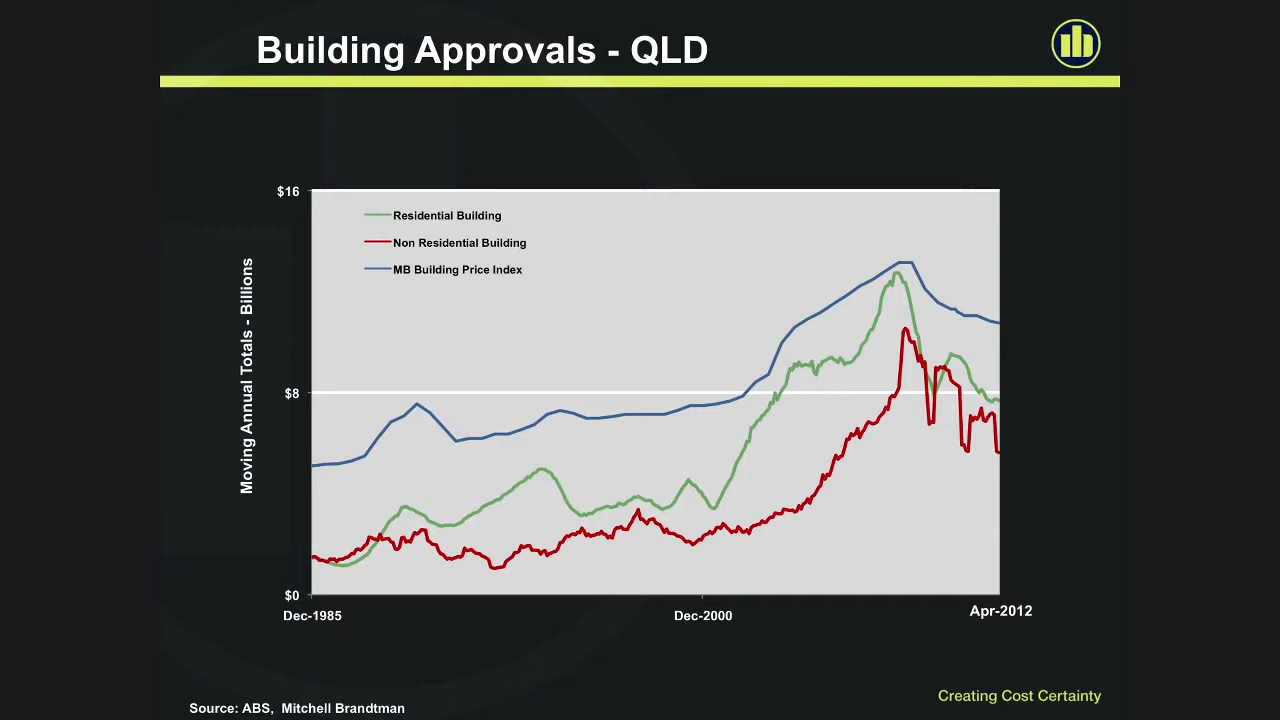 Building Approvals - QLD
$16
Residential Building
Non Residential Building
MB Building Price Index
Moving Annual Totals - Billions
$8
$0
Dec-1985
Dec-2000
Apr-2012
Creating Cost Certainty
Source: ABS, Mitchell Brandtman